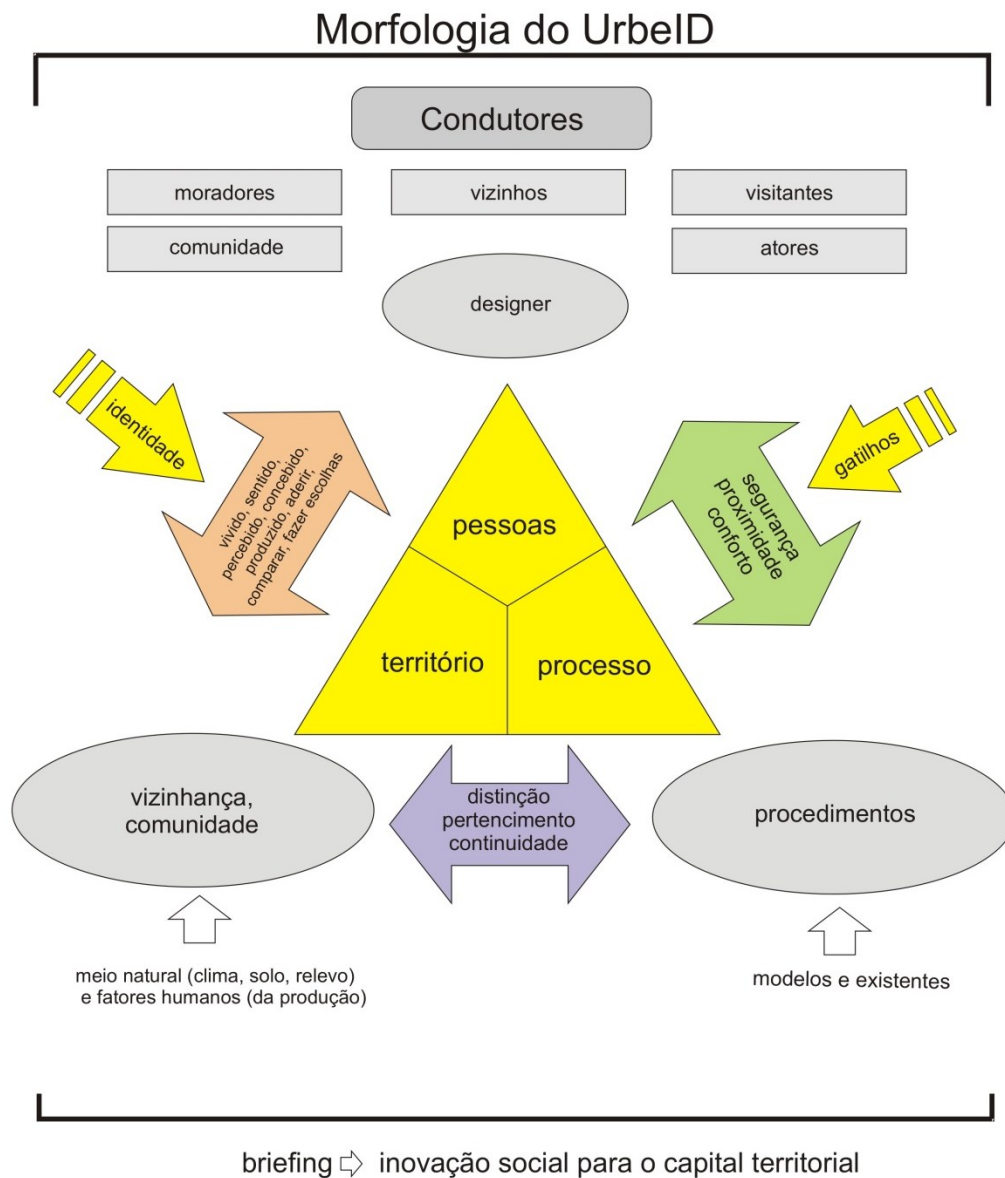 Morfologia do UrbeID
Condutores
moradores
vizinhos
visitantes
comunidade
atores
designer
identidade
vivido, sentido,
percebido, concebido,
produzido, aderir,
comparar, fazer escolhas
gatilhos
segurança
proximidade
conforto
pessoas
território
processo
vizinhança,
comunidade
distinção
pertencimento
continuidade
procedimentos
meio natural (clima, solo, relevo)
e fatores humanos (da produção)
modelos e existentes
briefing ⇨ inovação social para o capital territorial